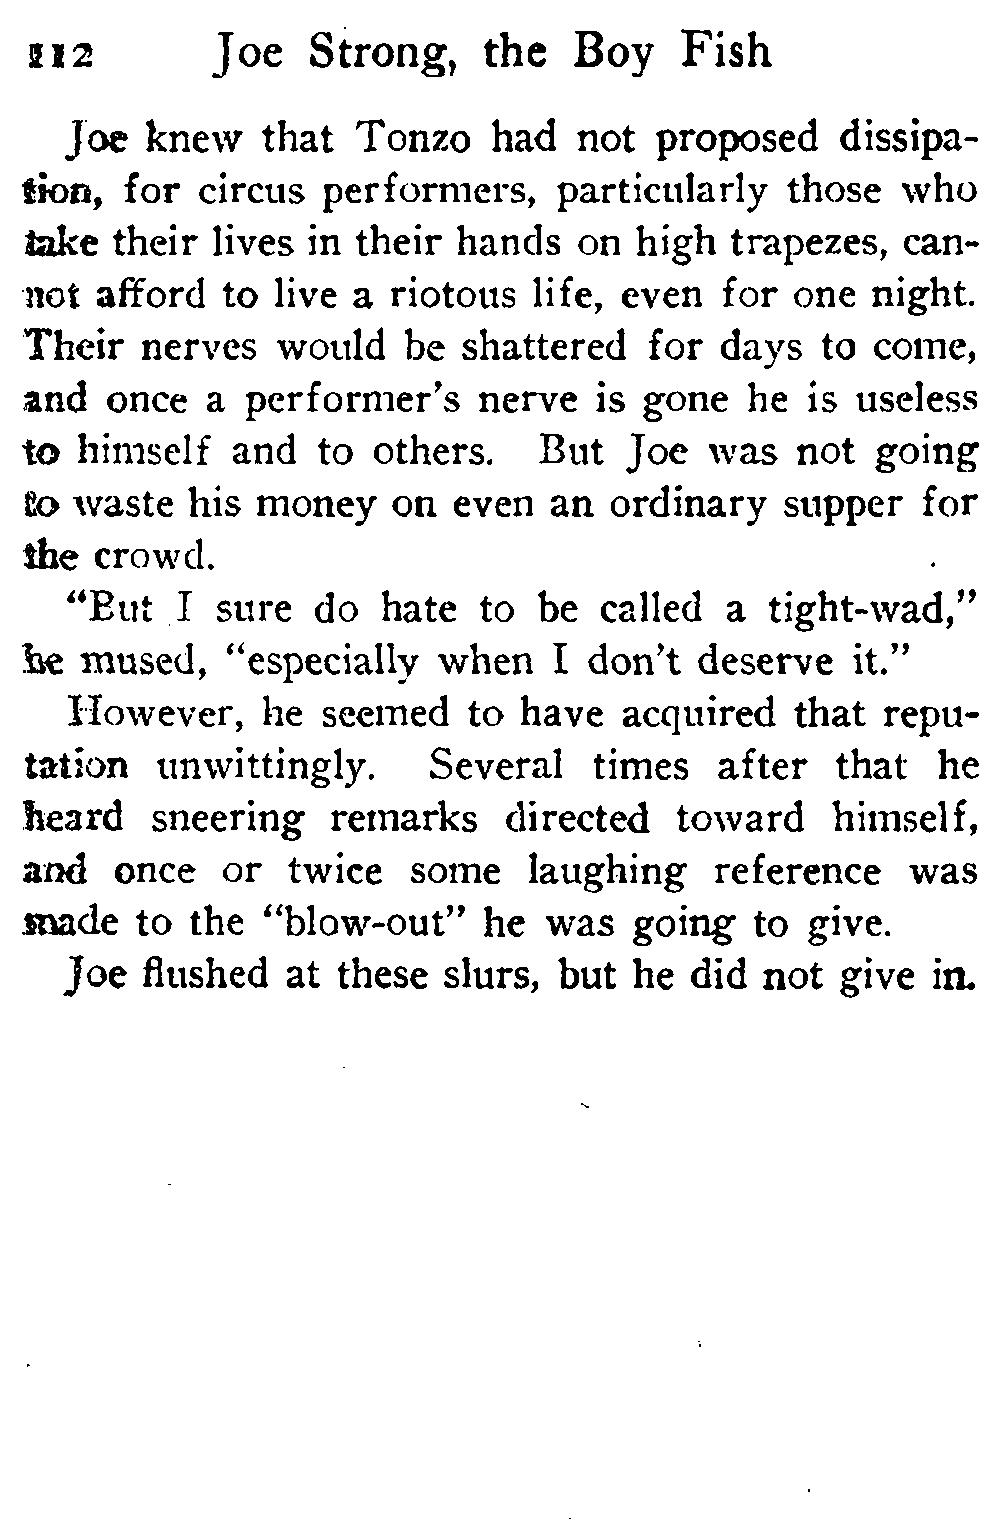 112 Joe Strong, the Boy Fish
Joe knew that Tonzo had not proposed dissipa-
tion, for circus performers, particularly those who
take their lives in their hands on high trapezes, can-
not afford to live a riotous life, even for one night.
Their nerves would be shattered for days to come,
and once a performer's nerve is gone he is useless
to himself and to others. But Joe was not going
to waste his money on even an ordinary supper for
the crowd.
"But I sure do hate to be called a tight-wad,"
he mused, "especially when I don't deserve it."
However, he seemed to have acquired that repu-
tation unwittingly. Several times after that he
heard sneering remarks directed toward himself,
and once or twice some laughing reference was
made to the "blow-out" he was going to give.
Joe flushed at these slurs, but he did not give in.